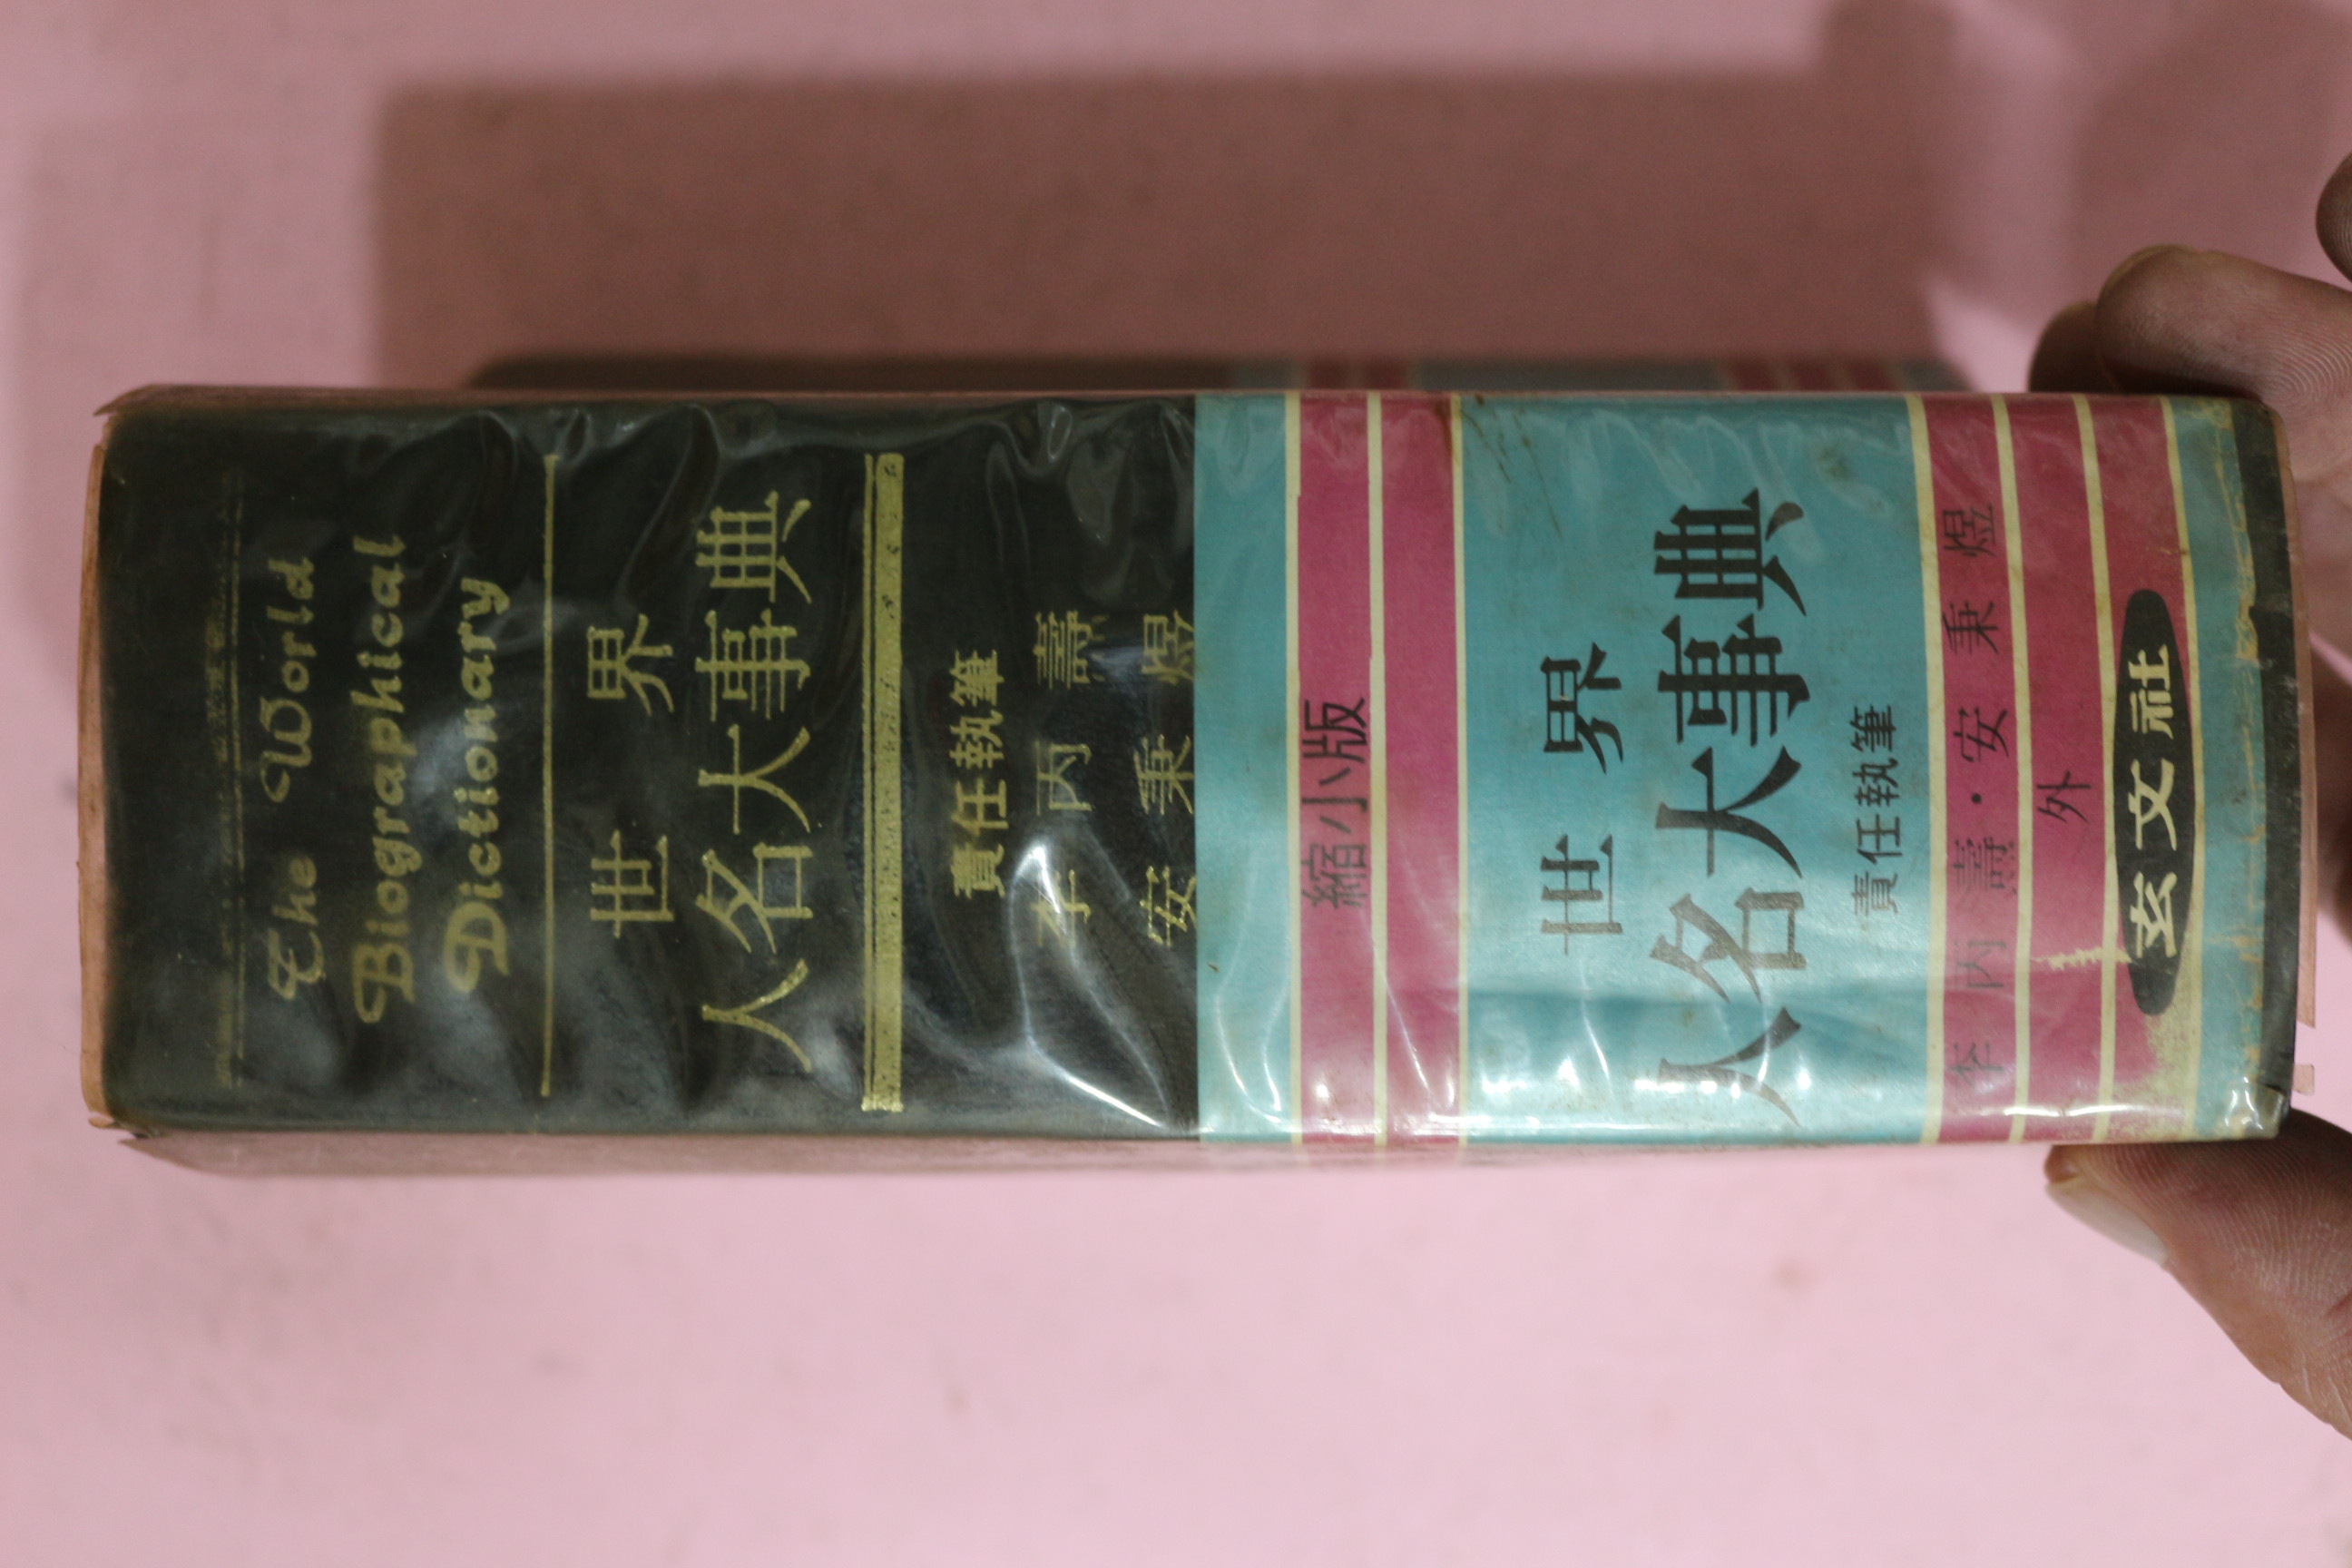 The World
Biographical
Dictionary
世界
人名大事典
責任執筆
李丙壽
安秉煜
縮小版
世界
人名大事典
責任執筆
李丙壽・安秉煜
外
玄文社